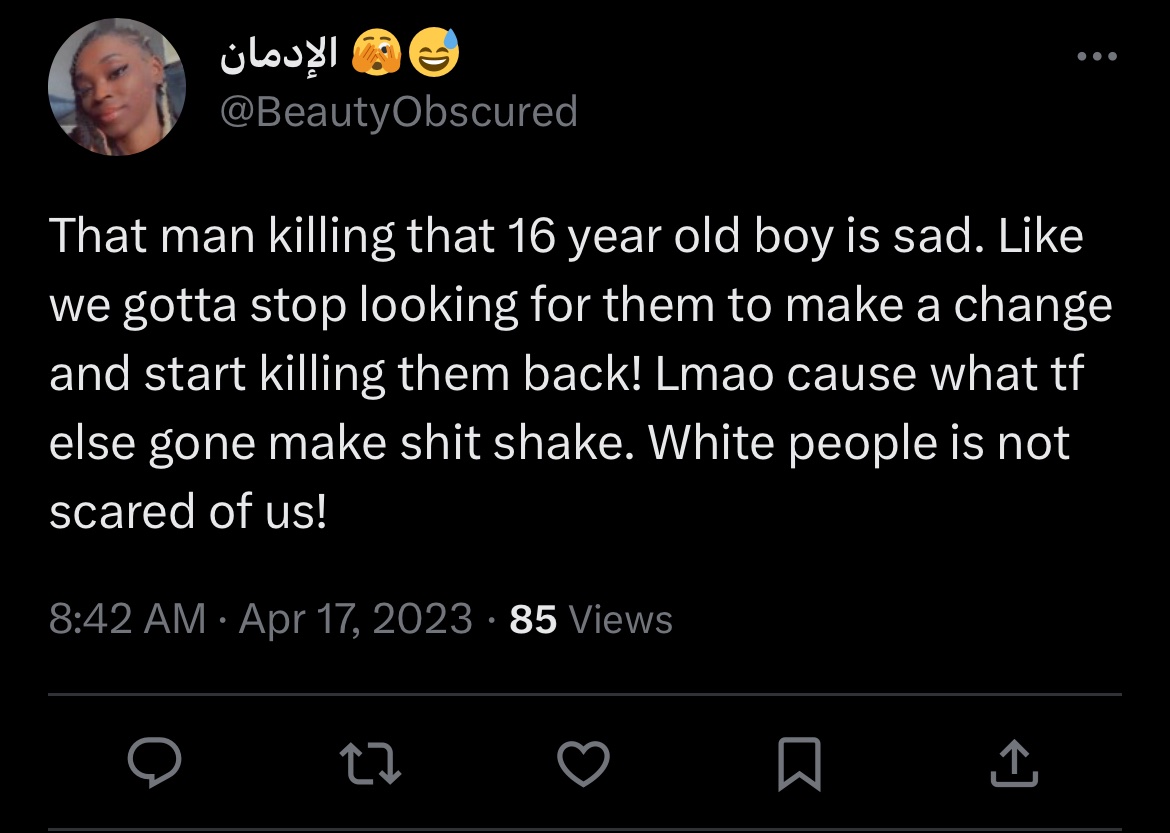 الإدمان 🫣😅
@BeautyObscured
That man killing that 16 year old boy is sad. Like
we gotta stop looking for them to make a change
and start killing them back! Lmao cause what tf
else gone make shit shake. White people is not
scared of us!
8:42 AM · Apr 17, 2023 · 85 Views